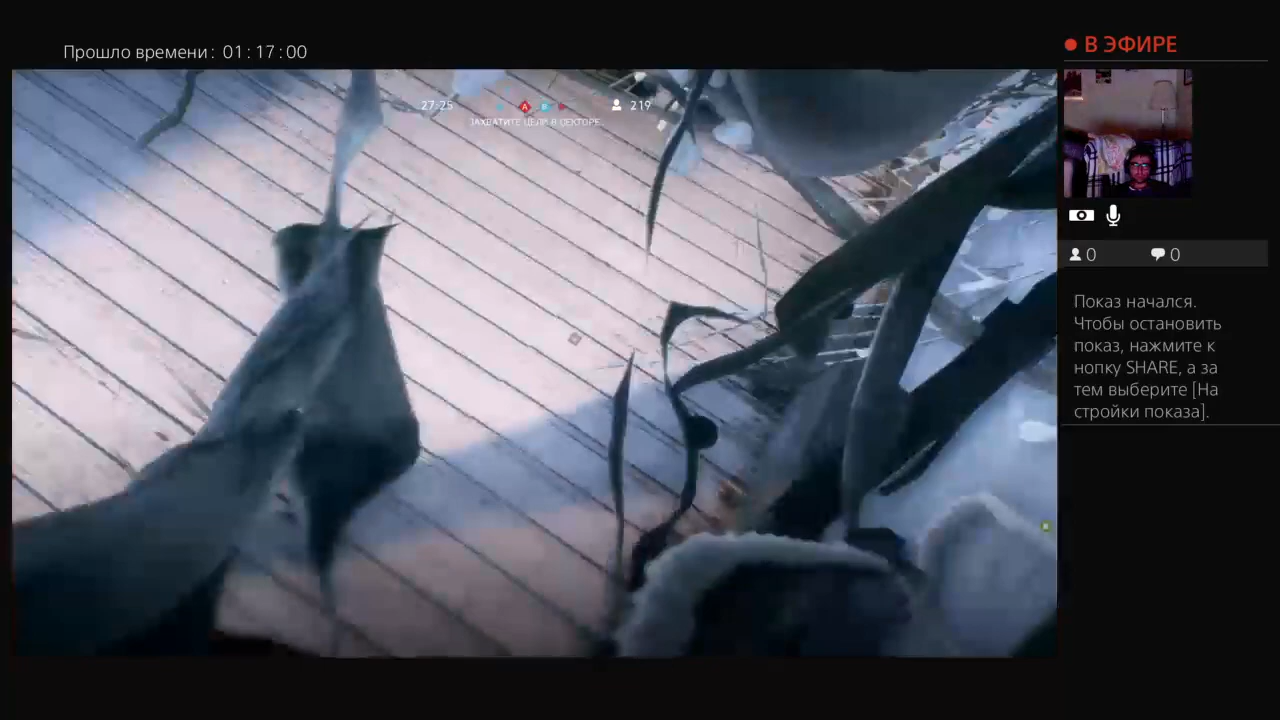 Прошло времени: 01:17:00
В ЭФИРЕ
27:25
A
B
219
ЗАХВАТИТЕ ЦЕЛИ В СЕКТОРЕ
0
0
Показ начался.
Чтобы остановить
показ, нажмите к
нопку SHARE, а за
тем выберите [На
стройки показа].